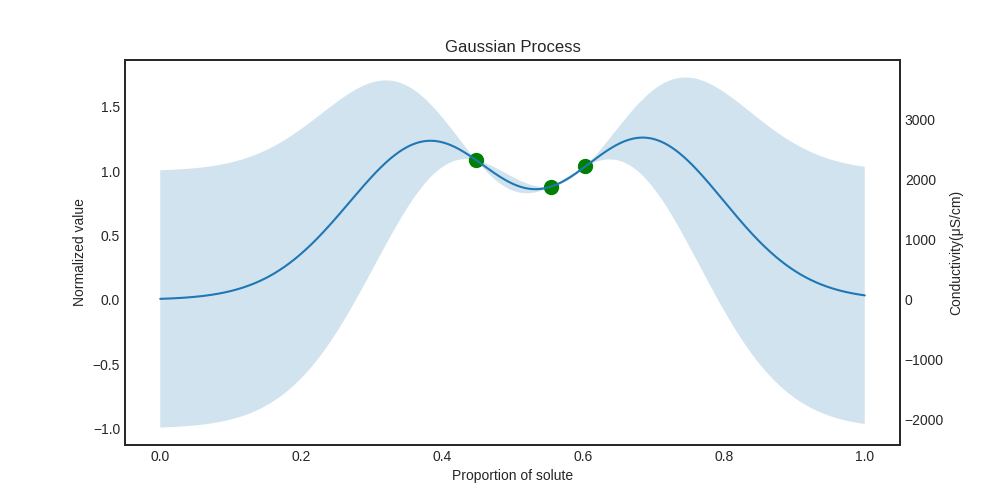 Gaussian Process
Normalized value
1.5
1.0
0.5
0.0
−0.5
−1.0
3000
2000
1000
0
−1000
−2000
Conductivity(μS/cm)
0.0 0.2 0.4 0.6 0.8 1.0
Proportion of solute